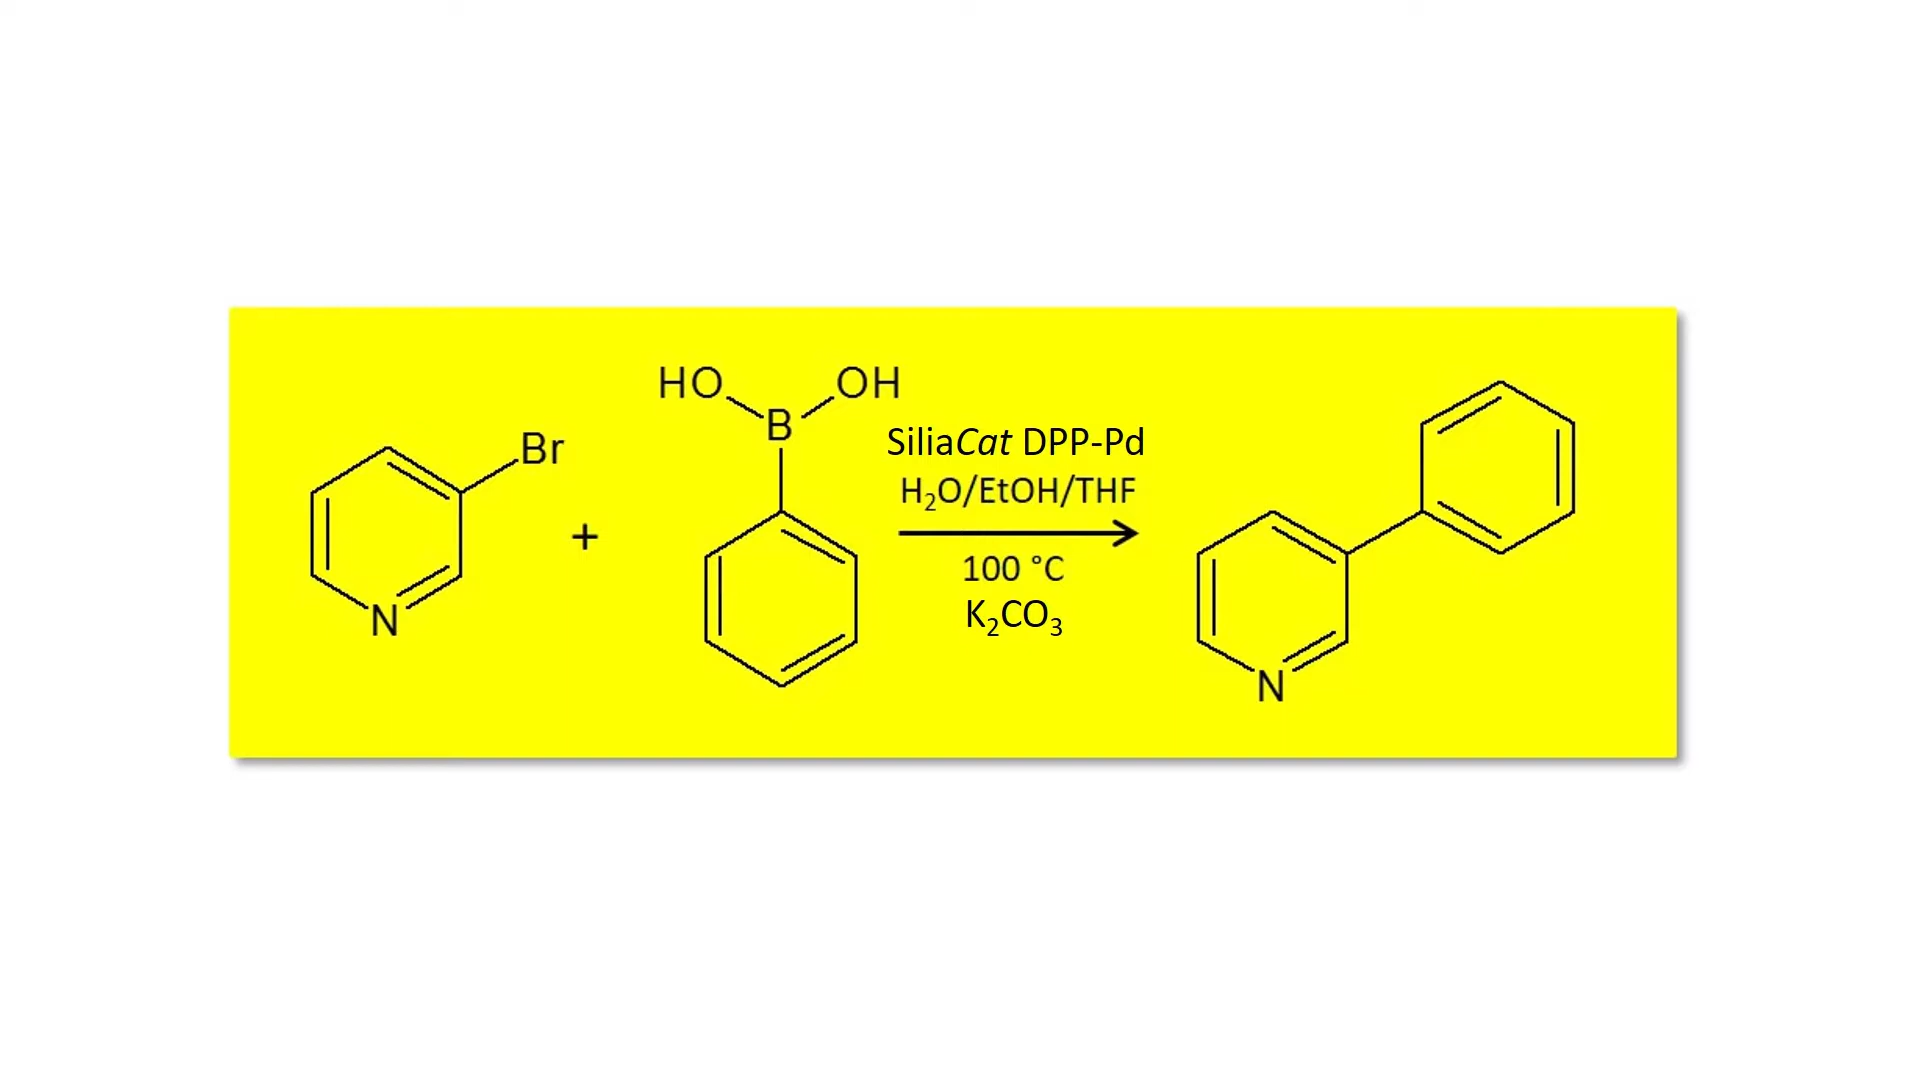 HO
OH
B
Br
N
+
SiliaCat DPP-Pd
H₂O/EtOH/THF
100 °C
K₂CO₃
N